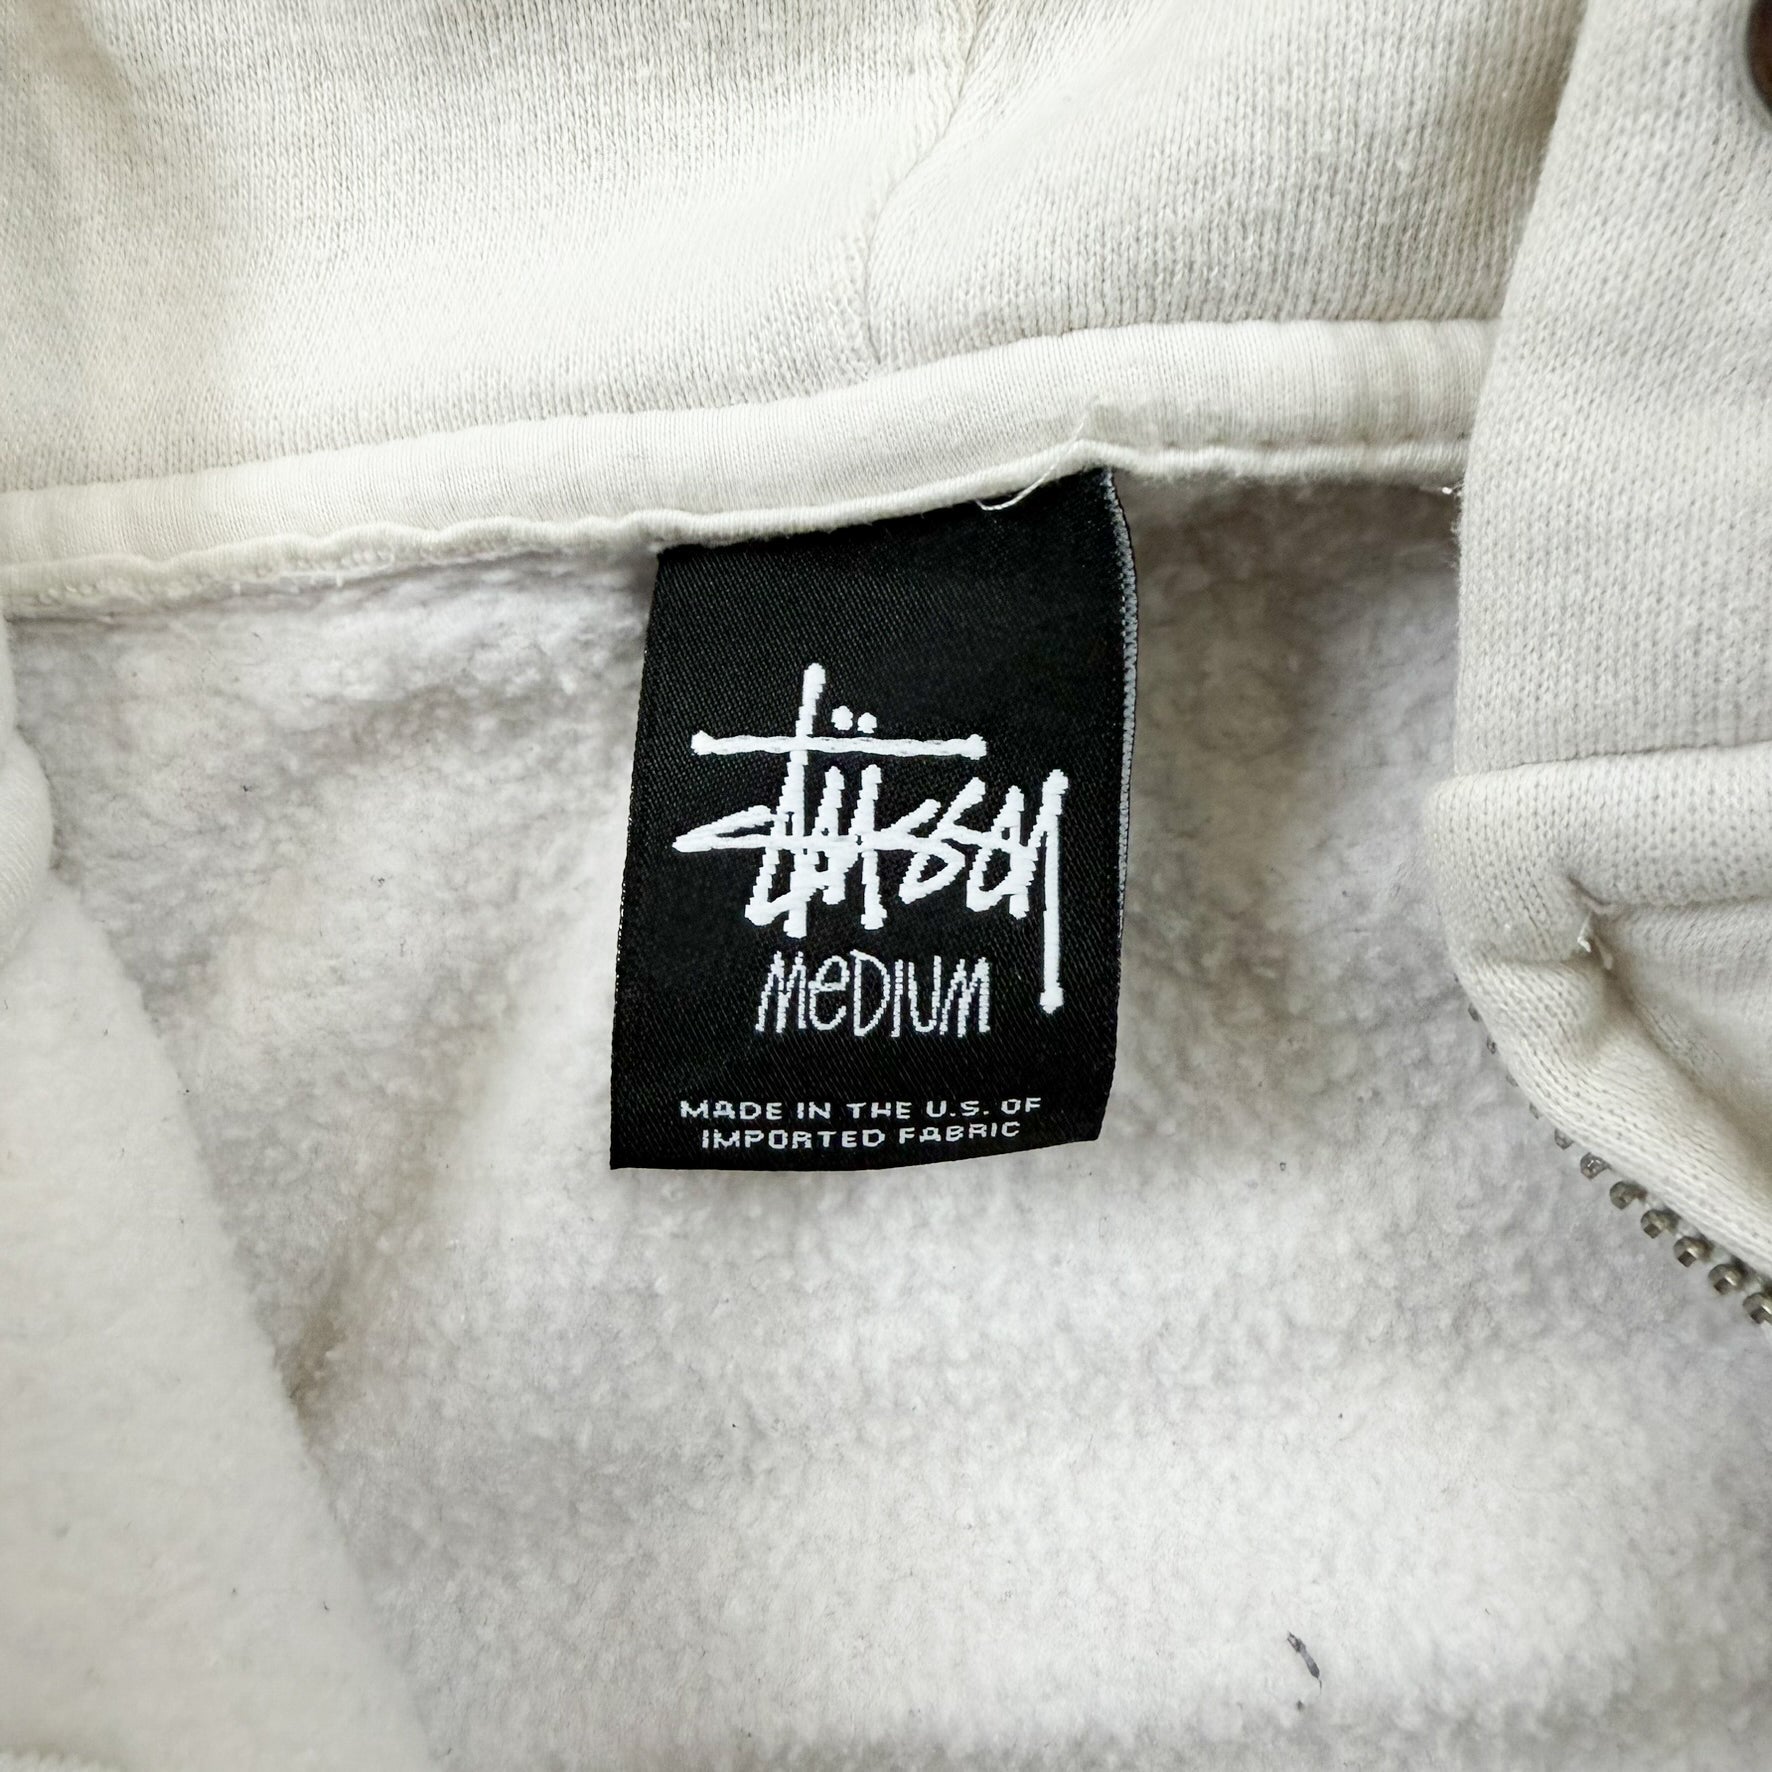 Stüssy
MeDIUM
MADE IN THE U.S. OF
IMPORTED FABRIC